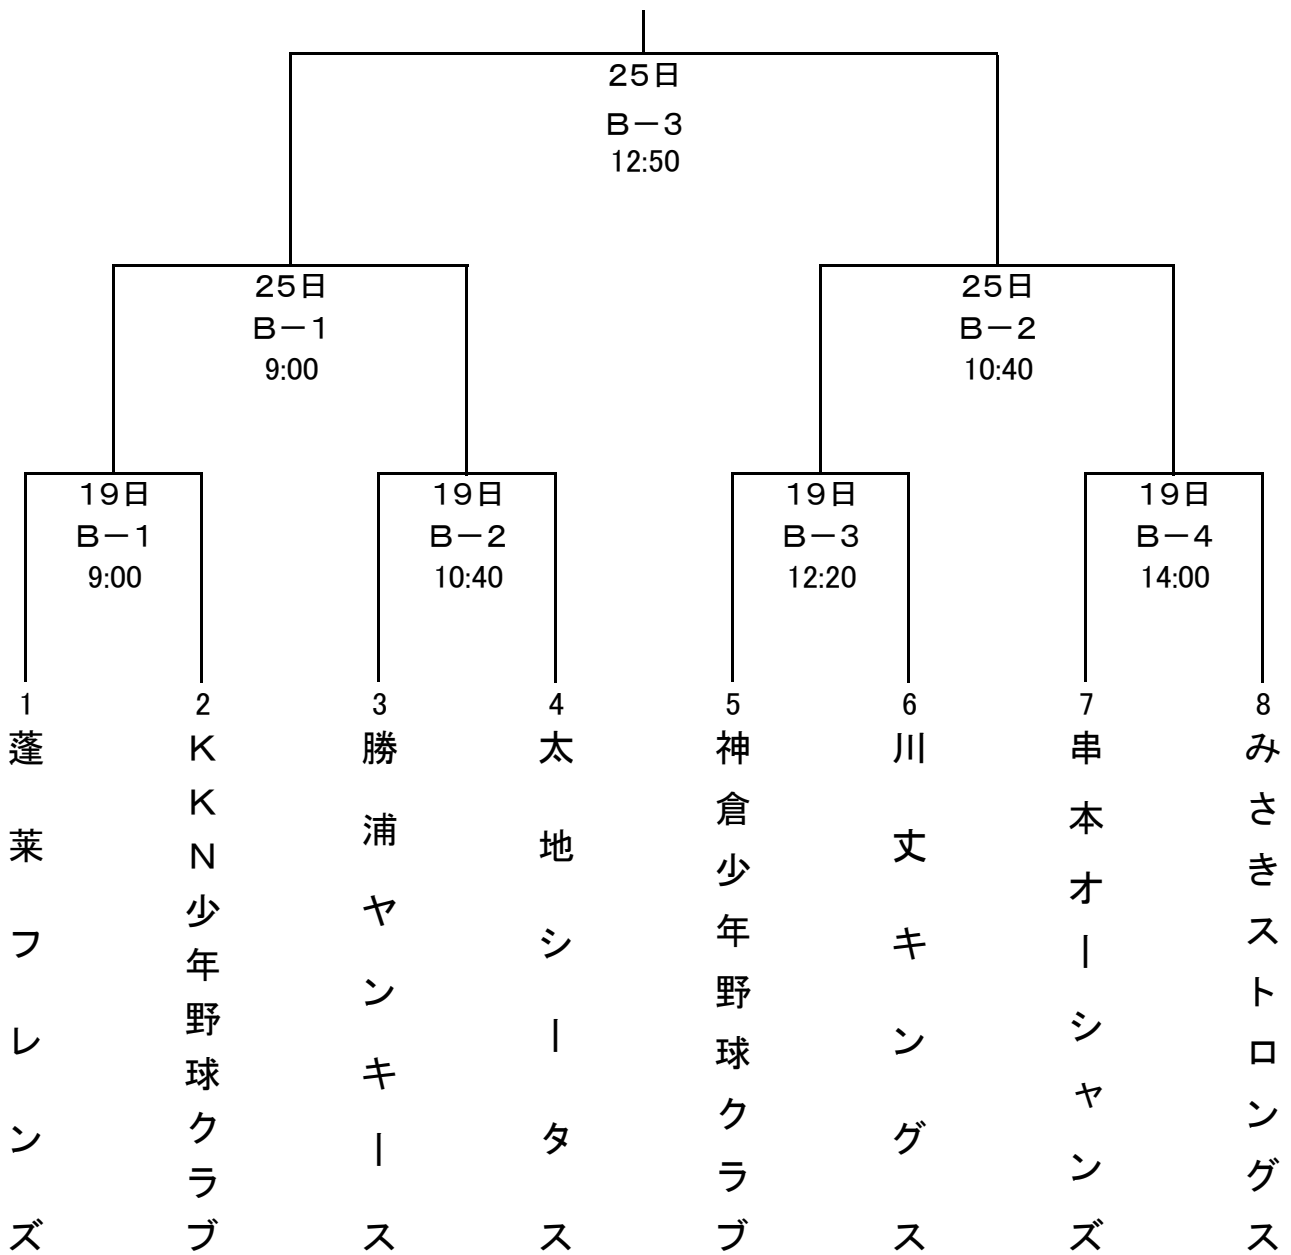 25日
B－3
12:50
25日
B－1
9:00
25日
B－2
10:40
19日
B－1
9:00
19日
B－2
10:40
19日
B－3
12:20
19日
B－4
14:00
1
蓬莱フレンズ
2
KKN少年野球クラブ
3
勝浦ヤンキース
4
太地シータス
5
神倉少年野球クラブ
6
川丈キングス
7
串本オーシャンズ
8
みさきストロングス